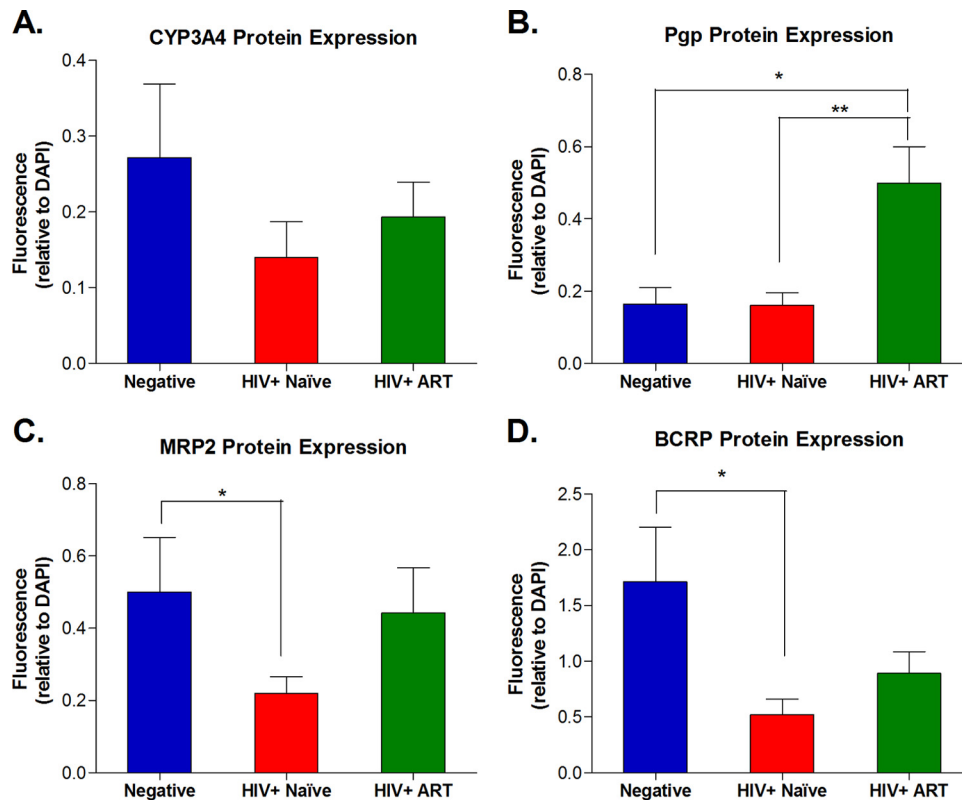 A.
CYP3A4 Protein Expression
Fluorescence
(relative to DAPI)
0.4
0.3
0.2
0.1
0.0
Negative HIV+ Naïve HIV+ ART
B.
Pgp Protein Expression
Fluorescence
(relative to DAPI)
0.8
0.6
0.4
0.2
0.0
*
**
Negative HIV+ Naïve HIV+ ART
C.
MRP2 Protein Expression
Fluorescence
(relative to DAPI)
0.8
0.6
0.4
0.2
0.0
*
Negative HIV+ Naïve HIV+ ART
D.
BCRP Protein Expression
Fluorescence
(relative to DAPI)
2.5
2.0
1.5
1.0
0.5
0.0
*
Negative HIV+ Naïve HIV+ ART